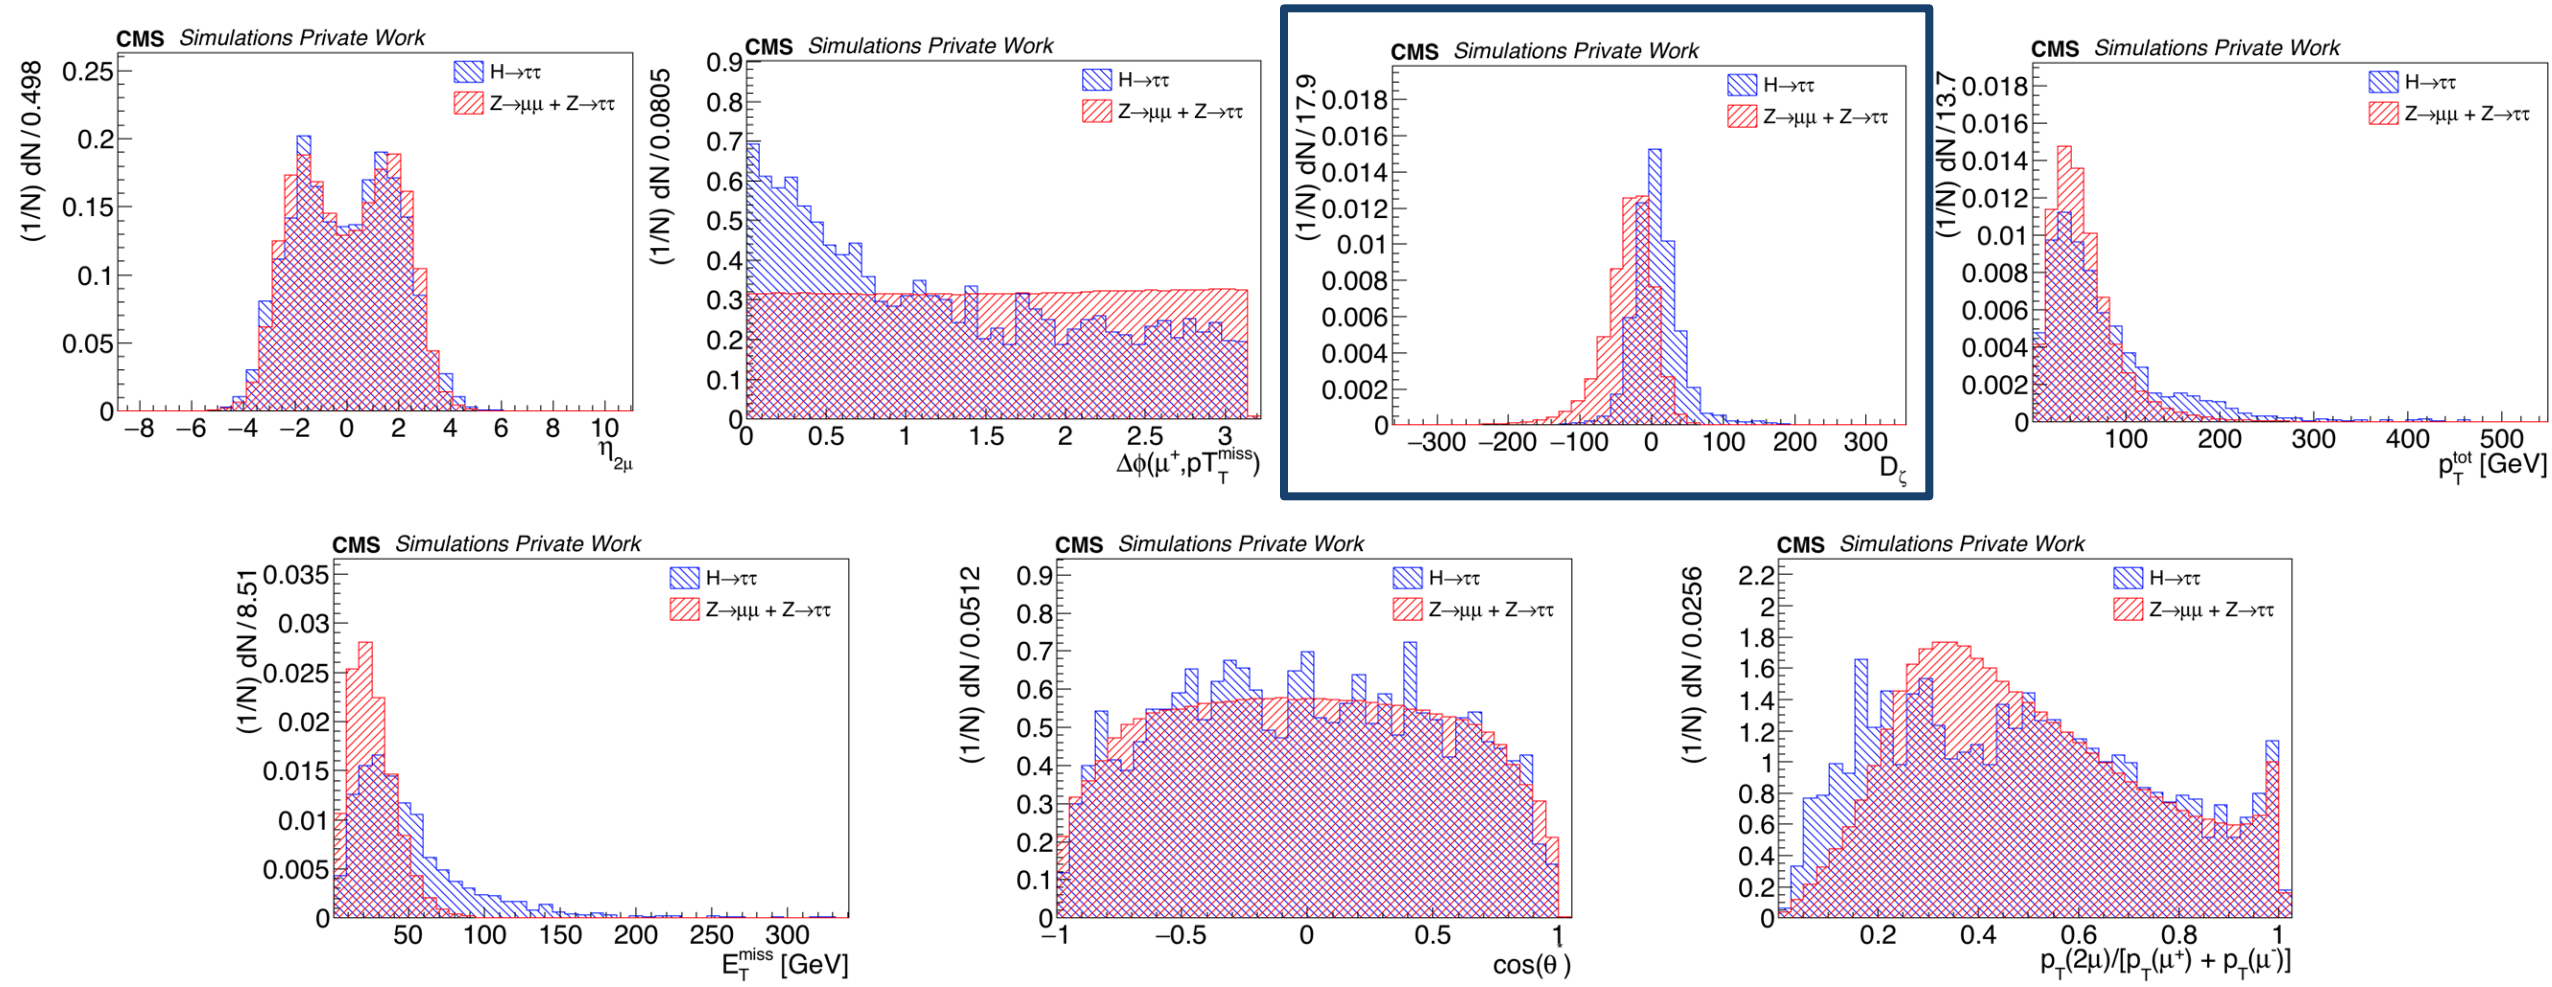 CMS Simulations Private Work
(1/N) dN / 0.498
H→ττ
Z→μμ + Z→ττ
0.25
0.2
0.15
0.1
0.05
0
−8 −6 −4 −2 0 2 4 6 8 10
η2μ
CMS Simulations Private Work
(1/N) dN / 0.0805
H→ττ
Z→μμ + Z→ττ
0.9
0.8
0.7
0.6
0.5
0.4
0.3
0.2
0.1
0
0 0.5 1 1.5 2 2.5 3
Δϕ(μ+,pTTmiss)
CMS Simulations Private Work
(1/N) dN / 17.9
H→ττ
Z→μμ + Z→ττ
0.018
0.016
0.014
0.012
0.01
0.008
0.006
0.004
0.002
0
−300 −200 −100 0 100 200 300
Dζ
CMS Simulations Private Work
(1/N) dN / 13.7
H→ττ
Z→μμ + Z→ττ
0.018
0.016
0.014
0.012
0.01
0.008
0.006
0.004
0.002
0
100 200 300 400 500
pTtot [GeV]
CMS Simulations Private Work
(1/N) dN / 8.51
H→ττ
Z→μμ + Z→ττ
0.035
0.03
0.025
0.02
0.015
0.01
0.005
0
50 100 150 200 250 300
ETmiss [GeV]
CMS Simulations Private Work
(1/N) dN / 0.0512
H→ττ
Z→μμ + Z→ττ
0.9
0.8
0.7
0.6
0.5
0.4
0.3
0.2
0.1
0
−1 −0.5 0 0.5 1
cos(θ )
CMS Simulations Private Work
(1/N) dN / 0.0256
H→ττ
Z→μμ + Z→ττ
2.2
2
1.8
1.6
1.4
1.2
1
0.8
0.6
0.4
0.2
0
0.2 0.4 0.6 0.8 1
pT(2μ)/[pT(μ+) + pT(μ-)]